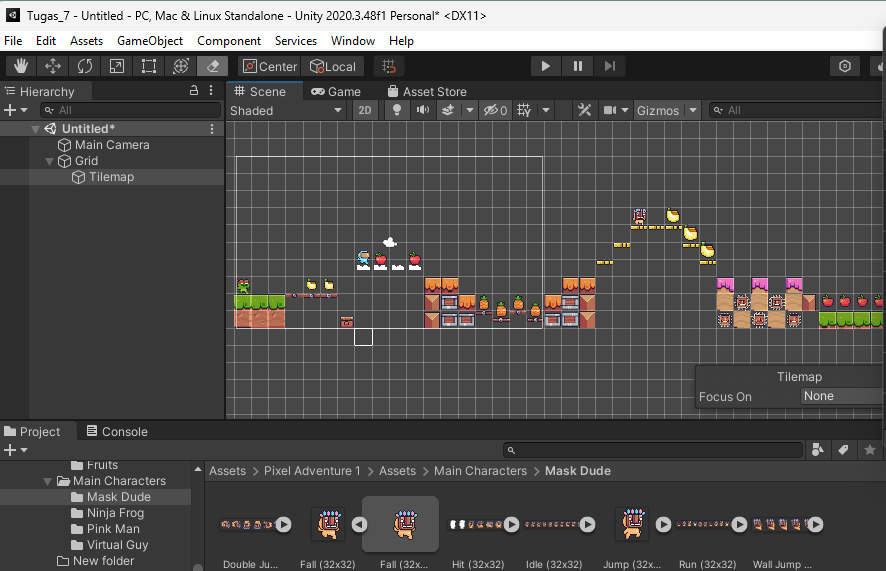 Tugas_7 - Untitled - PC, Mac & Linux Standalone - Unity 2020.3.48f1 Personal* <DX11>
File Edit Assets GameObject Component Services Window Help
Center Local
Hierarchy
All
Untitled*
Main Camera
Grid
Tilemap
Scene Game Asset Store
Shaded 2D 0 Gizmos All
Tilemap
Focus On None
Project Console
Fruits
Main Characters
Mask Dude
Ninja Frog
Pink Man
Virtual Guy
New folder
Assets > Pixel Adventure 1 > Assets > Main Characters > Mask Dude
Double Ju... Fall (32x32) Fall (32x... Hit (32x32) Idle (32x32) Jump (32x... Run (32x32) Wall Jump ...